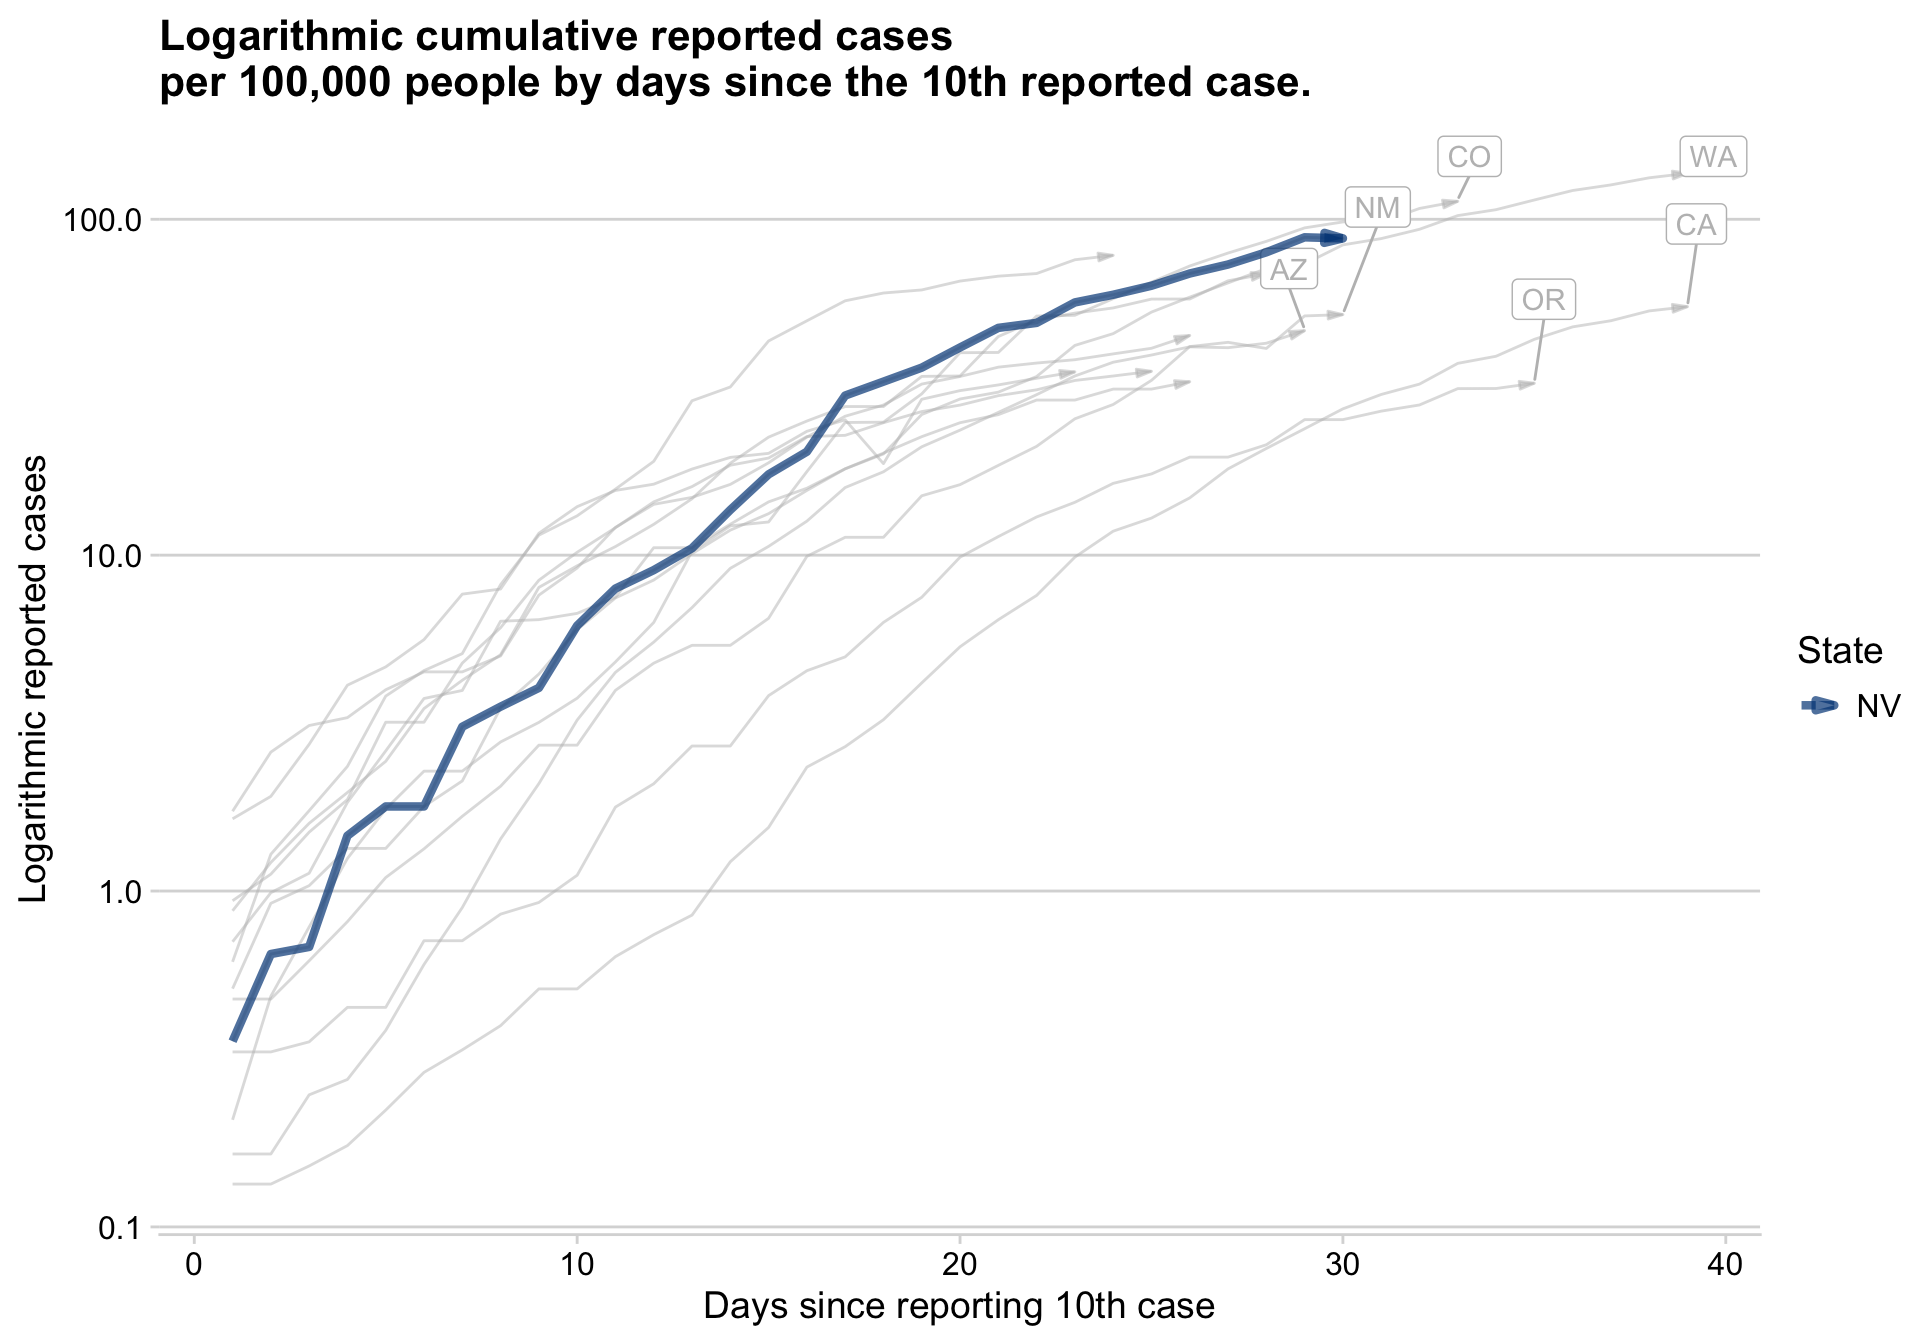 Logarithmic cumulative reported cases
per 100,000 people by days since the 10th reported case.
CO
WA
NM
CA
AZ
OR
100.0
10.0
1.0
0.1
Logarithmic reported cases
State
NV
0
10
20
30
40
Days since reporting 10th case